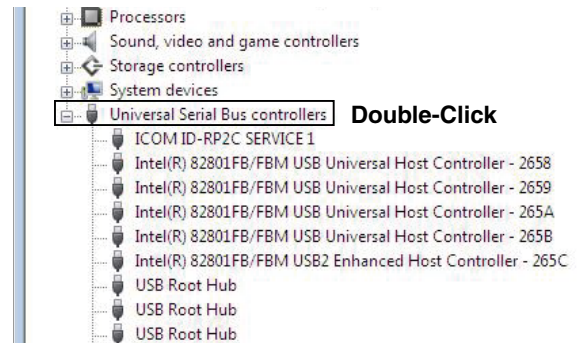 Processors
Sound, video and game controllers
Storage controllers
System devices
Universal Serial Bus controllers Double-Click
ICOM ID-RP2C SERVICE 1
Intel(R) 82801FB/FBM USB Universal Host Controller - 2658
Intel(R) 82801FB/FBM USB Universal Host Controller - 2659
Intel(R) 82801FB/FBM USB Universal Host Controller - 265A
Intel(R) 82801FB/FBM USB Universal Host Controller - 265B
Intel(R) 82801FB/FBM USB2 Enhanced Host Controller - 265C
USB Root Hub
USB Root Hub
USB Root Hub